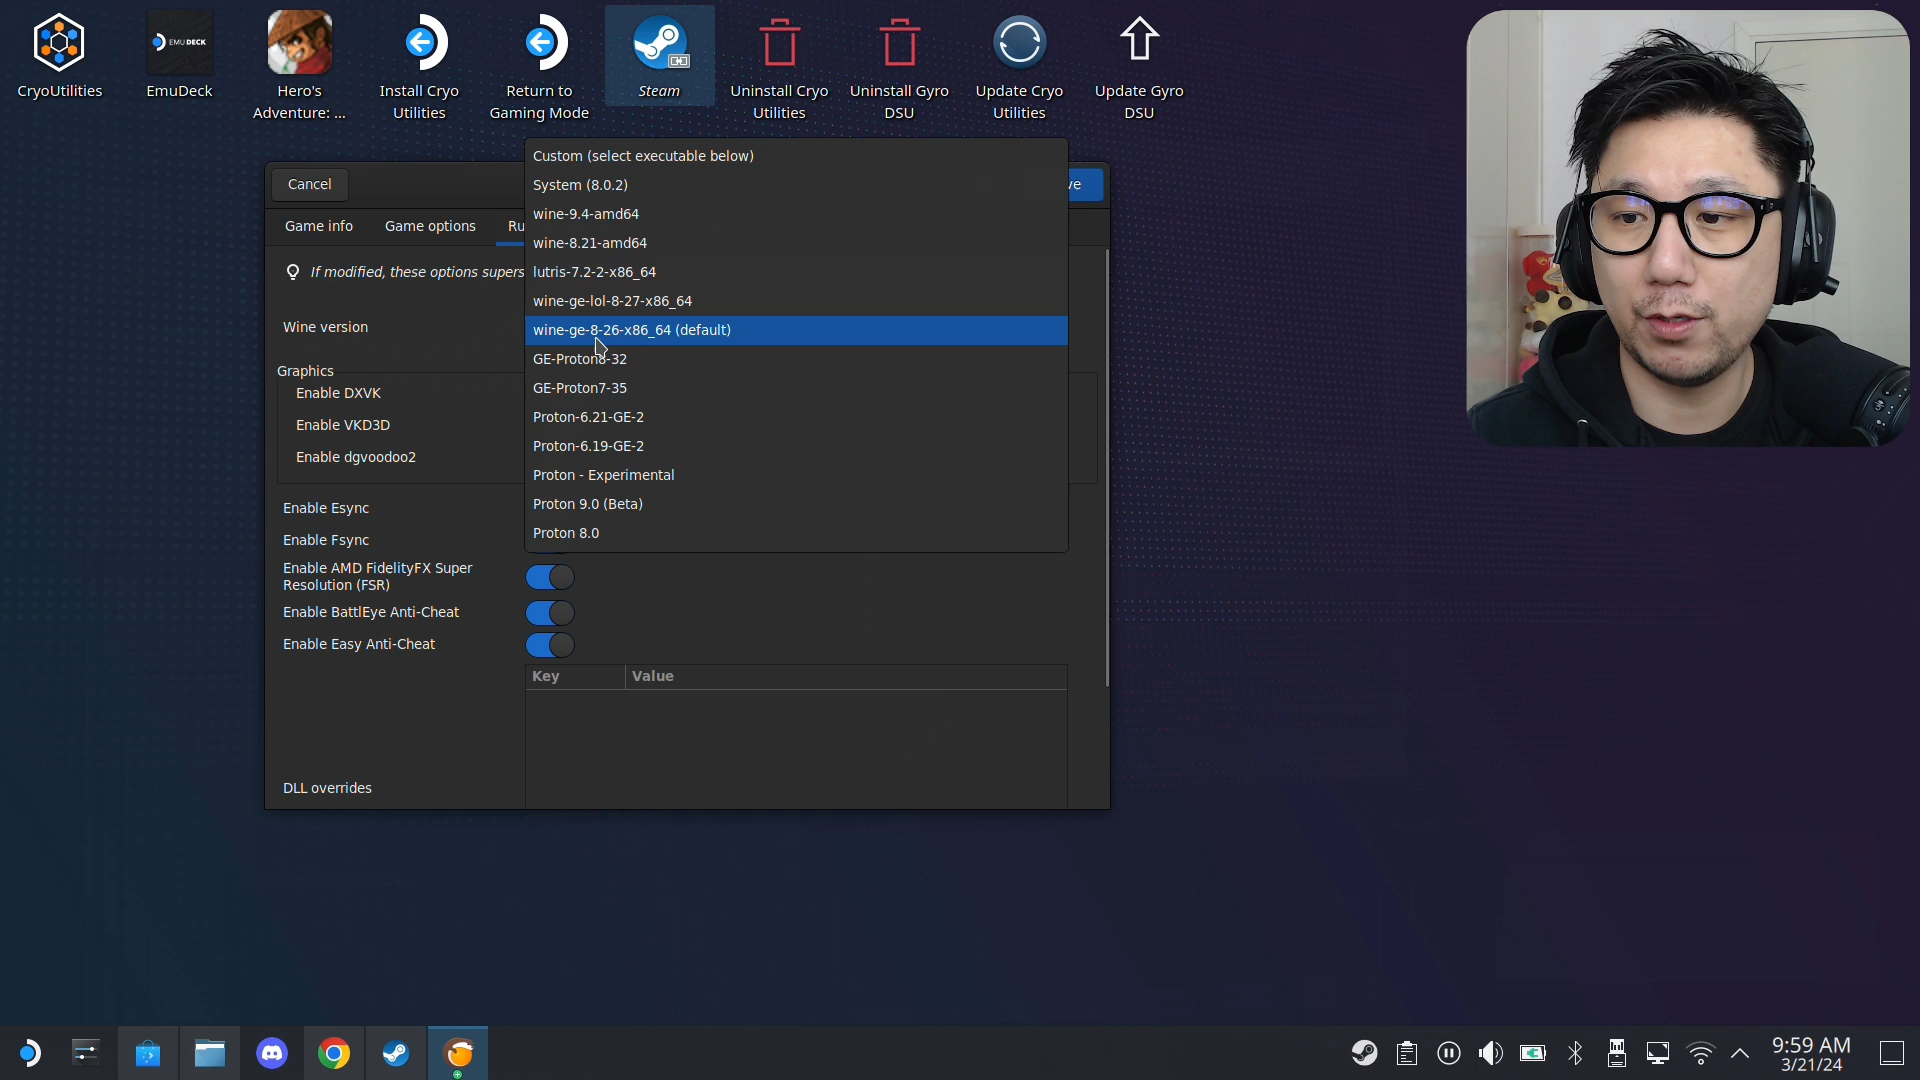 EMUDECK
CryoUtilities
EmuDeck
Hero's
Adventure: ...
Install Cryo
Utilities
Return to
Gaming Mode
Steam
Uninstall Cryo
Utilities
Uninstall Gyro
DSU
Update Cryo
Utilities
Update Gyro
DSU
Cancel
ve
Game info
Game options
Ru
If modified, these options supers
Wine version
Custom (select executable below)
System (8.0.2)
wine-9.4-amd64
wine-8.21-amd64
lutris-7.2-2-x86_64
wine-ge-lol-8-27-x86_64
wine-ge-8-26-x86_64 (default)
GE-Proton8-32
GE-Proton7-35
Proton-6.21-GE-2
Proton-6.19-GE-2
Proton - Experimental
Proton 9.0 (Beta)
Proton 8.0
Graphics
Enable DXVK
Enable VKD3D
Enable dgvoodoo2
Enable Esync
Enable Fsync
Enable AMD FidelityFX Super
Resolution (FSR)
Enable BattlEye Anti-Cheat
Enable Easy Anti-Cheat
Key
Value
DLL overrides
9:59 AM
3/21/24